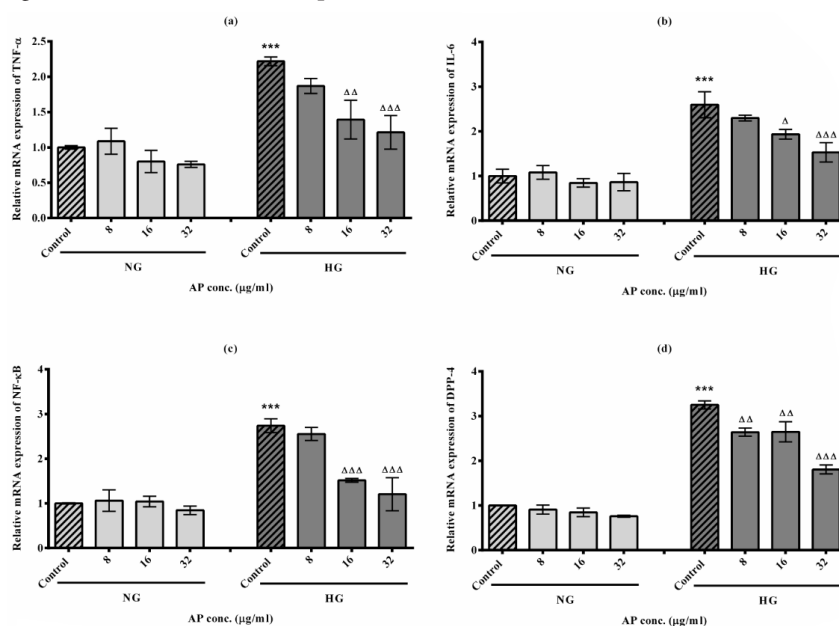 (a)
Relative mRNA expression of TNF-α
2.5
2.0
1.5
1.0
0.5
0.0
***
ΔΔ
ΔΔΔ
Control
8
16
32
Control
8
16
32
NG
HG
AP conc. (µg/ml)
(b)
Relative mRNA expression of IL-6
4
3
2
1
0
***
Δ
ΔΔΔ
Control
8
16
32
Control
8
16
32
NG
HG
AP conc. (µg/ml)
(c)
Relative mRNA expression of NF-κB
4
3
2
1
0
***
ΔΔΔ
ΔΔΔ
Control
8
16
32
Control
8
16
32
NG
HG
AP conc. (µg/ml)
(d)
Relative mRNA expression of DPP-4
4
3
2
1
0
***
ΔΔ
ΔΔ
ΔΔΔ
Control
8
16
32
Control
8
16
32
NG
HG
AP conc. (µg/ml)